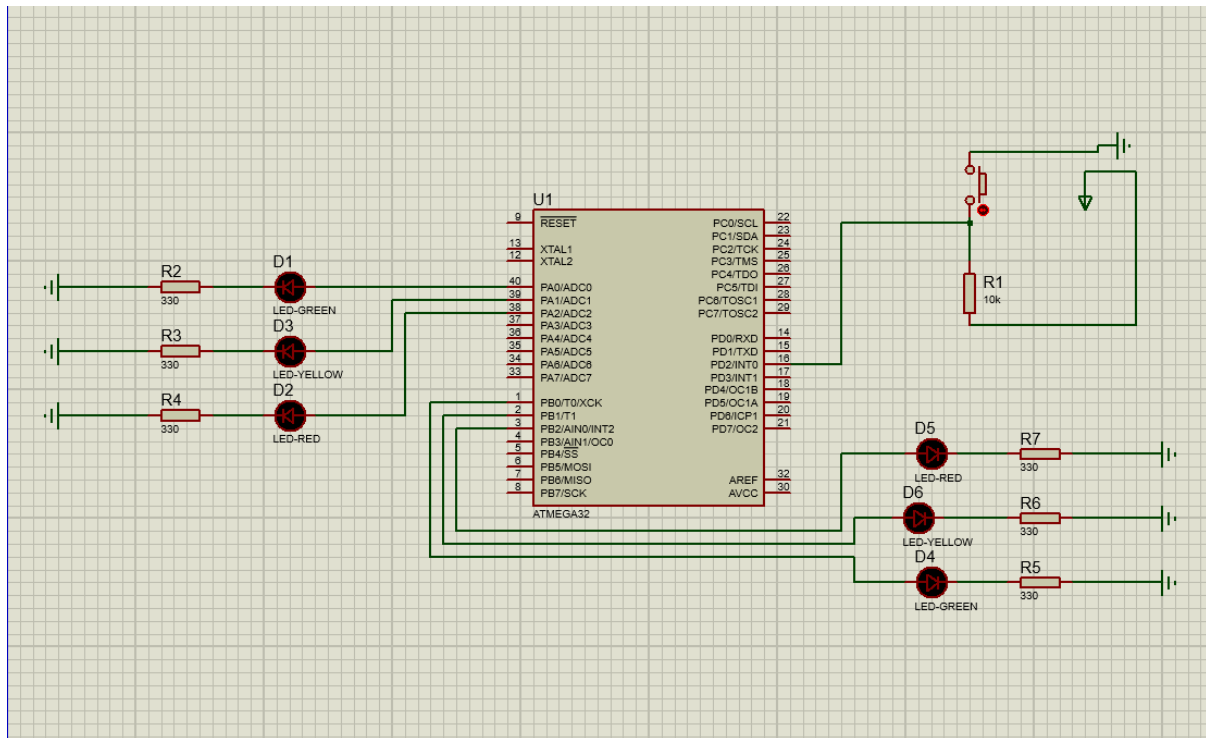 U1
9 RESET PC0/SCL 22
PC1/SDA 23
13 XTAL1 PC2/TCK 24
12 XTAL2 PC3/TMS 25
PC4/TDO 26
40 PA0/ADC0 PC5/TDI 27
39 PA1/ADC1 PC6/TOSC1 28
38 PA2/ADC2 PC7/TOSC2 29
37 PA3/ADC3
36 PA4/ADC4 PD0/RXD 14
35 PA5/ADC5 PD1/TXD 15
34 PA6/ADC6 PD2/INT0 16
33 PA7/ADC7 PD3/INT1 17
PD4/OC1B 18
1 PB0/T0/XCK PD5/OC1A 19
2 PB1/T1 PD6/ICP1 20
3 PB2/AIN0/INT2 PD7/OC2 21
4 PB3/AIN1/OC0
5 PB4/SS
6 PB5/MOSI
7 PB6/MISO AREF 32
8 PB7/SCK AVCC 30
ATMEGA32
R2
330
D1
LED-GREEN
R3
330
D3
LED-YELLOW
R4
330
D2
LED-RED
R1
10k
D5
LED-RED
R7
330
D6
LED-YELLOW
R6
330
D4
LED-GREEN
R5
330